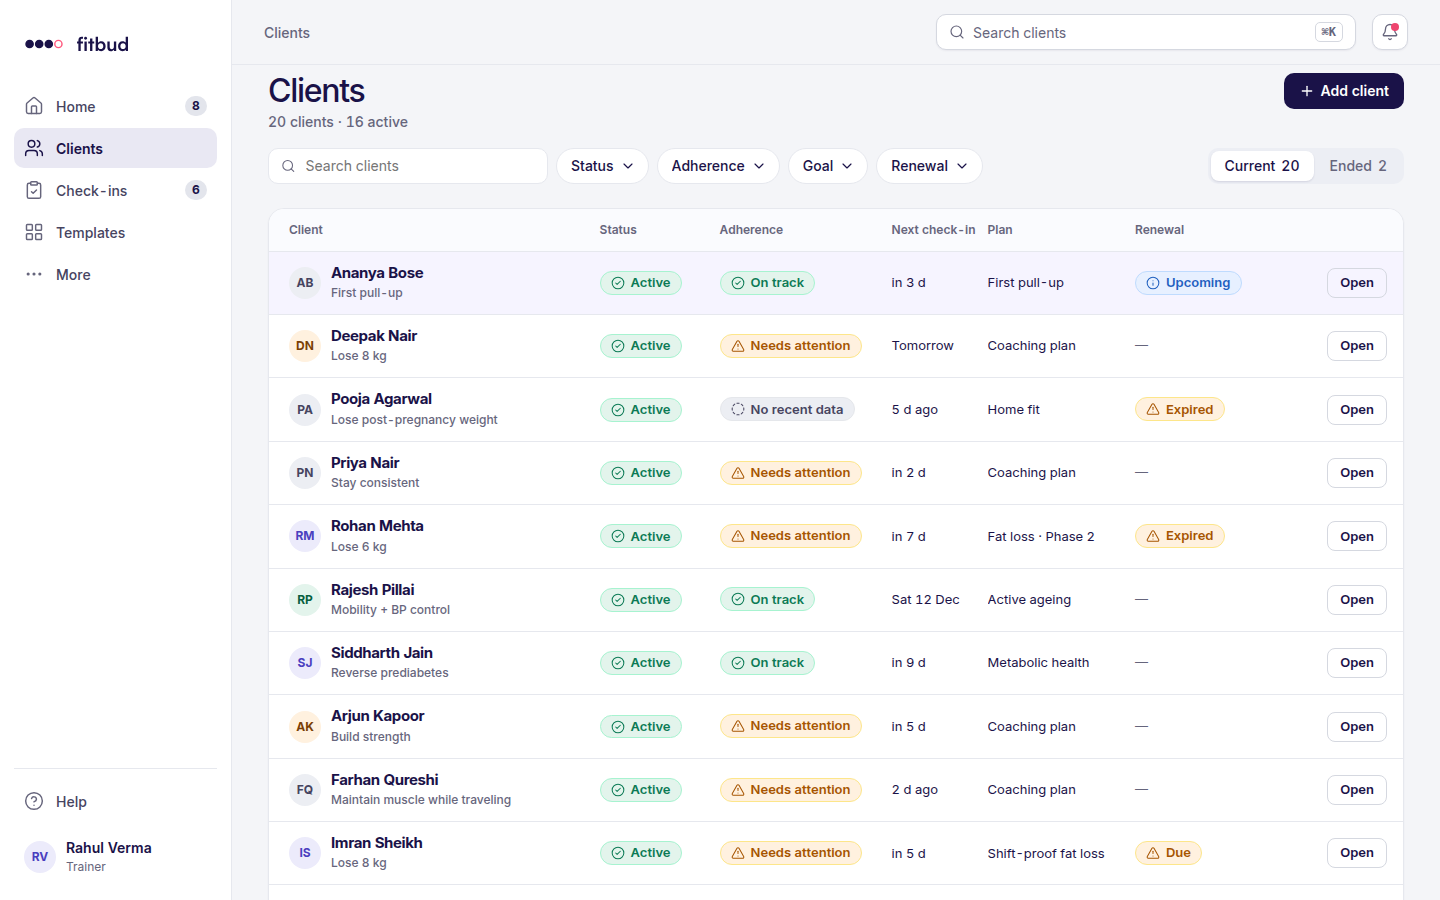 fitbud
Home 8
Clients
Check-ins 6
Templates
More
Help
RV Rahul Verma
Trainer
Clients
Search clients ⌘K
Clients
20 clients · 16 active
+ Add client
Search clients
Status
Adherence
Goal
Renewal
Current 20
Ended 2
Client Status Adherence Next check-in Plan Renewal
AB Ananya Bose Active On track in 3 d First pull-up Upcoming Open
First pull-up
DN Deepak Nair Active Needs attention Tomorrow Coaching plan — Open
Lose 8 kg
PA Pooja Agarwal Active No recent data 5 d ago Home fit Expired Open
Lose post-pregnancy weight
PN Priya Nair Active Needs attention in 2 d Coaching plan — Open
Stay consistent
RM Rohan Mehta Active Needs attention in 7 d Fat loss · Phase 2 Expired Open
Lose 6 kg
RP Rajesh Pillai Active On track Sat 12 Dec Active ageing — Open
Mobility + BP control
SJ Siddharth Jain Active On track in 9 d Metabolic health — Open
Reverse prediabetes
AK Arjun Kapoor Active Needs attention in 5 d Coaching plan — Open
Build strength
FQ Farhan Qureshi Active Needs attention 2 d ago Coaching plan — Open
Maintain muscle while traveling
IS Imran Sheikh Active Needs attention in 5 d Shift-proof fat loss Due Open
Lose 8 kg